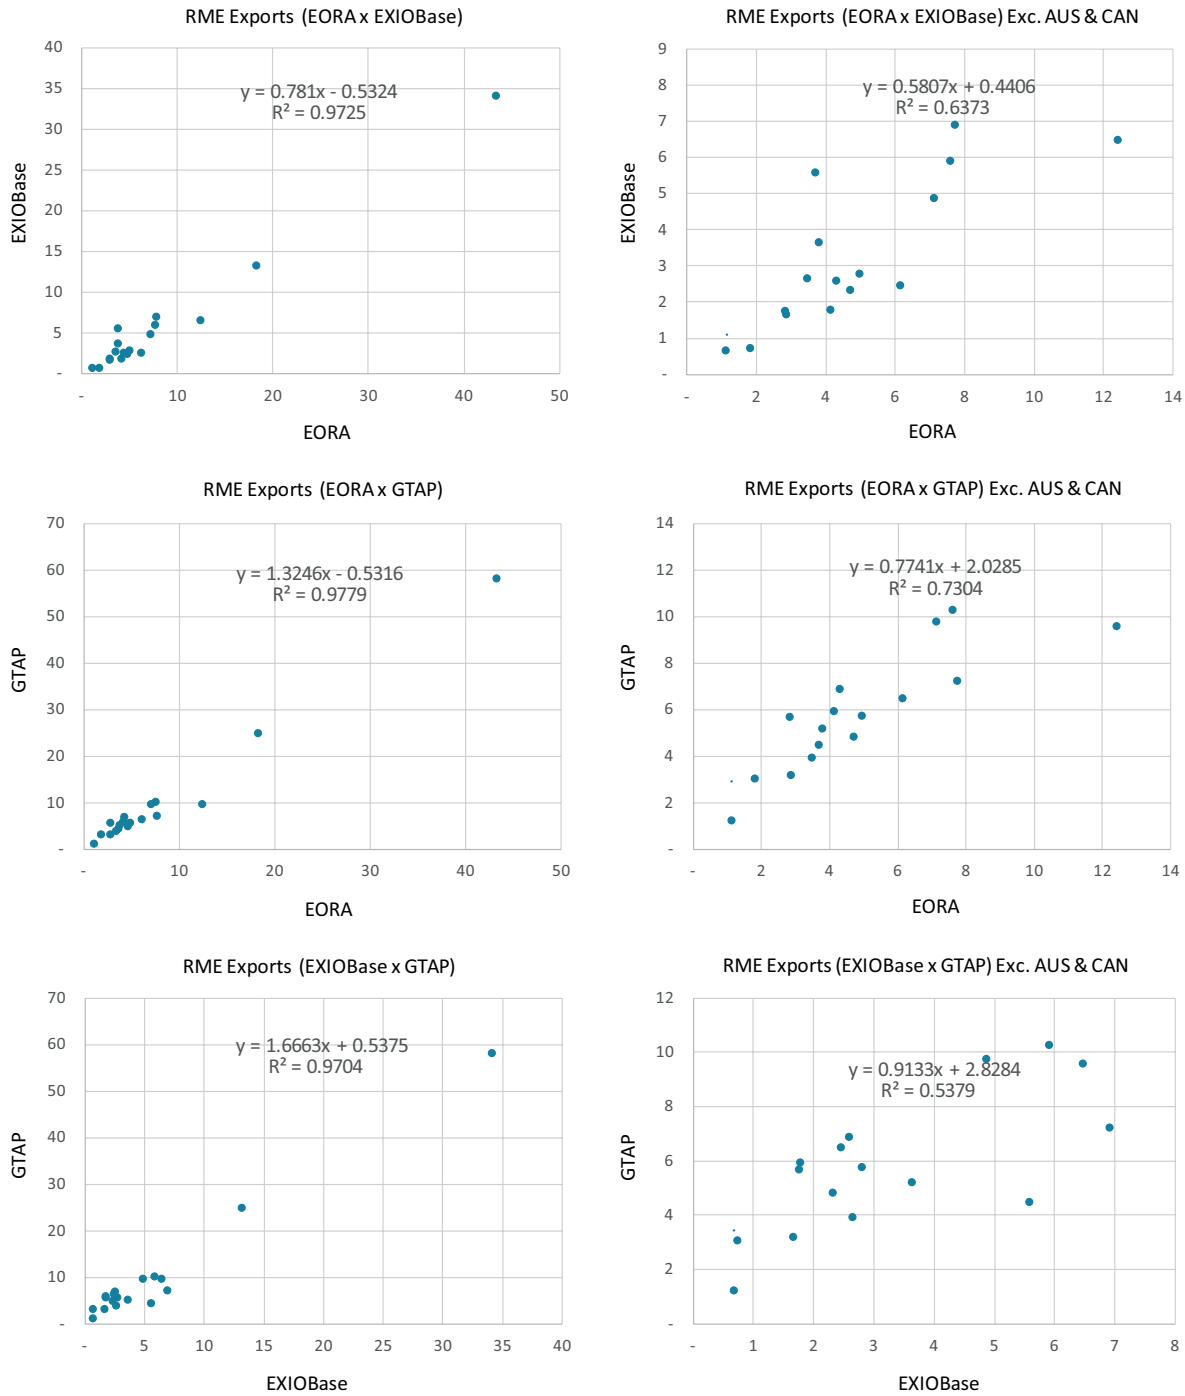 RME Exports (EORA x EXIOBase)
40
35
30
25
20
15
10
5
-
EXIOBase
y = 0.781x - 0.5324
R² = 0.9725
- 10 20 30 40 50
EORA
RME Exports (EORA x EXIOBase) Exc. AUS & CAN
9
8
7
6
5
4
3
2
1
-
EXIOBase
y = 0.5807x + 0.4406
R² = 0.6373
- 2 4 6 8 10 12 14
EORA
RME Exports (EORA x GTAP)
70
60
50
40
30
20
10
-
GTAP
y = 1.3246x - 0.5316
R² = 0.9779
- 10 20 30 40 50
EORA
RME Exports (EORA x GTAP) Exc. AUS & CAN
14
12
10
8
6
4
2
-
GTAP
y = 0.7741x + 2.0285
R² = 0.7304
- 2 4 6 8 10 12 14
EORA
RME Exports (EXIOBase x GTAP)
70
60
50
40
30
20
10
-
GTAP
y = 1.6663x + 0.5375
R² = 0.9704
- 5 10 15 20 25 30 35 40
EXIOBase
RME Exports (EXIOBase x GTAP) Exc. AUS & CAN
12
10
8
6
4
2
-
GTAP
y = 0.9133x + 2.8284
R² = 0.5379
- 1 2 3 4 5 6 7 8
EXIOBase